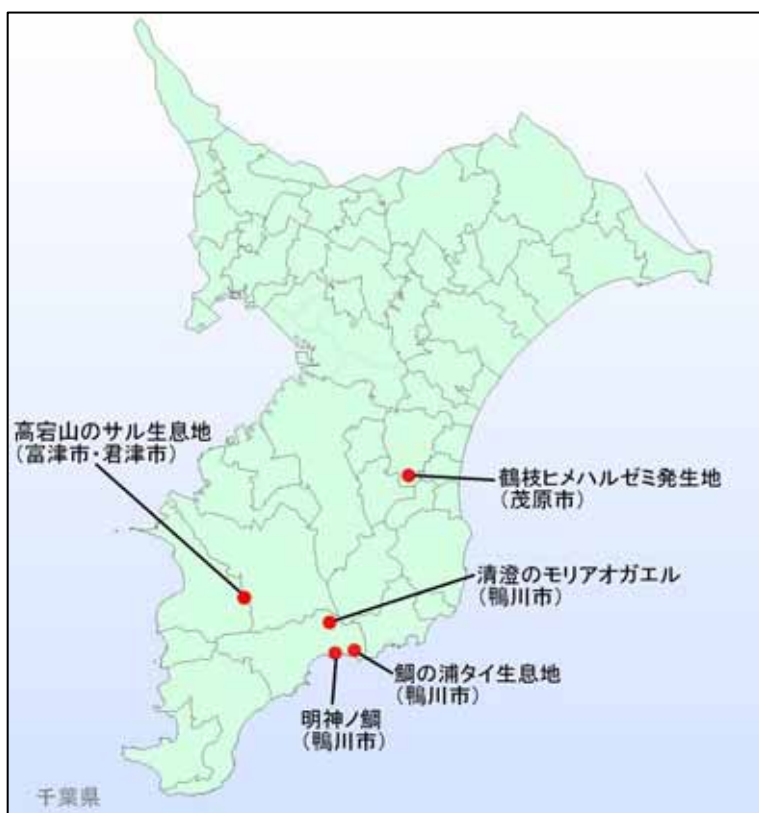 高宕山のサル生息地
（富津市・君津市）
鶴枝ヒメハルゼミ発生地
（茂原市）
清澄のモリアオガエル
（鴨川市）
鯛の浦タイ生息地
（鴨川市）
明神ノ鯛
（鴨川市）
千葉県